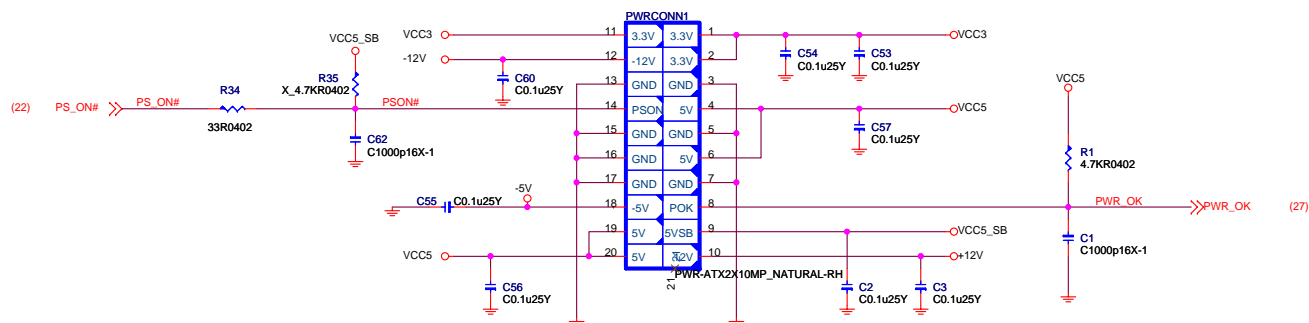 PWRCONN1
VCC3 11 3.3V 3.3V 1 VCC3
-12V 12 -12V 3.3V 2
C60
C0.1u25Y
C54
C0.1u25Y
C53
C0.1u25Y
13 GND GND 3
VCC5_SB
R35
X_4.7KR0402
(22) PS_ON# PS_ON# R34 PSON# 14 PSON 5V 4 VCC5
33R0402
C62
C1000p16X-1
15 GND GND 5
C57
C0.1u25Y
16 GND 5V 6
17 GND GND 7
VCC5
R1
4.7KR0402
-5V
C55 C0.1u25Y
18 -5V POK 8 PWR_OK PWR_OK (27)
19 5V 5VSB 9 VCC5_SB
C1
C1000p16X-1
VCC5 20 5V 10 +12V
21
PWR-ATX2X10MP_NATURAL-RH
C56
C0.1u25Y
C2
C0.1u25Y
C3
C0.1u25Y